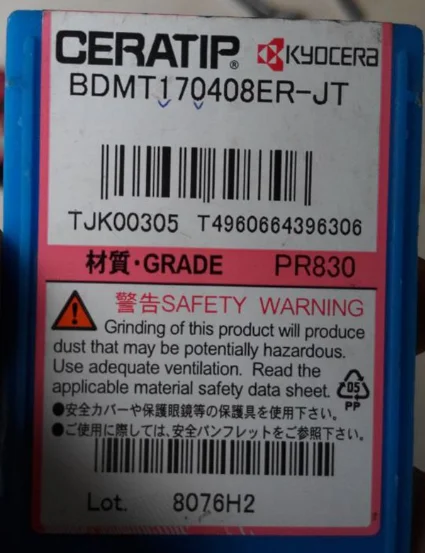 CERATIP® KYOCERA
BDMT170408ER-JT
TJK00305 T4960664396306
材質・GRADE PR830
警告SAFETY WARNING
Grinding of this product will produce
dust that may be potentially hazardous.
Use adequate ventilation. Read the
applicable material safety data sheet.
05
PP
●安全カバーや保護眼鏡等の保護具を使用下さい。
●ご使用に際しては、安全パンフレットをご参照下さい。
Lot. 8076H2